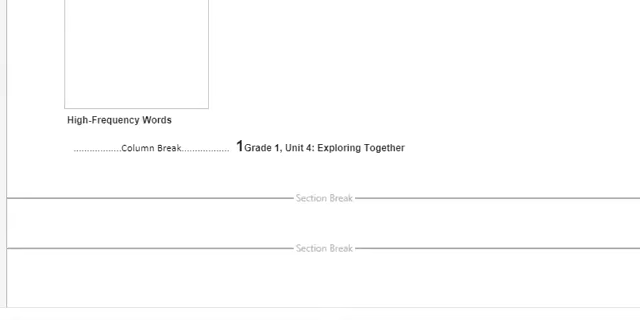 High-Frequency Words
..................Column Break.................. 1Grade 1, Unit 4: Exploring Together
Section Break
Section Break